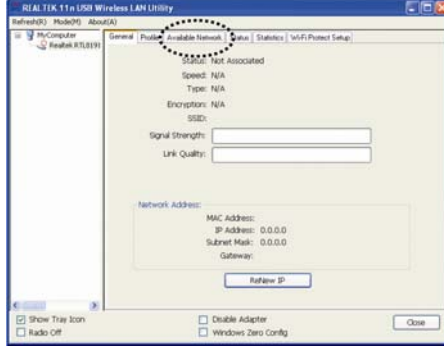 REALTEK 11n USB Wireless LAN Utility
Refresh(R) Mode(M) About(A)
MyComputer
Realtek RTL8191
General Profile Available Network Status Statistics Wi-Fi Protect Setup
Status: Not Associated
Speed: N/A
Type: N/A
Encryption: N/A
SSID:
Signal Strength:
Link Quality:
Network Address:
MAC Address:
IP Address: 0.0.0.0
Subnet Mask: 0.0.0.0
Gateway:
ReNew IP
Show Tray Icon
Radio Off
Disable Adapter
Windows Zero Config
Close